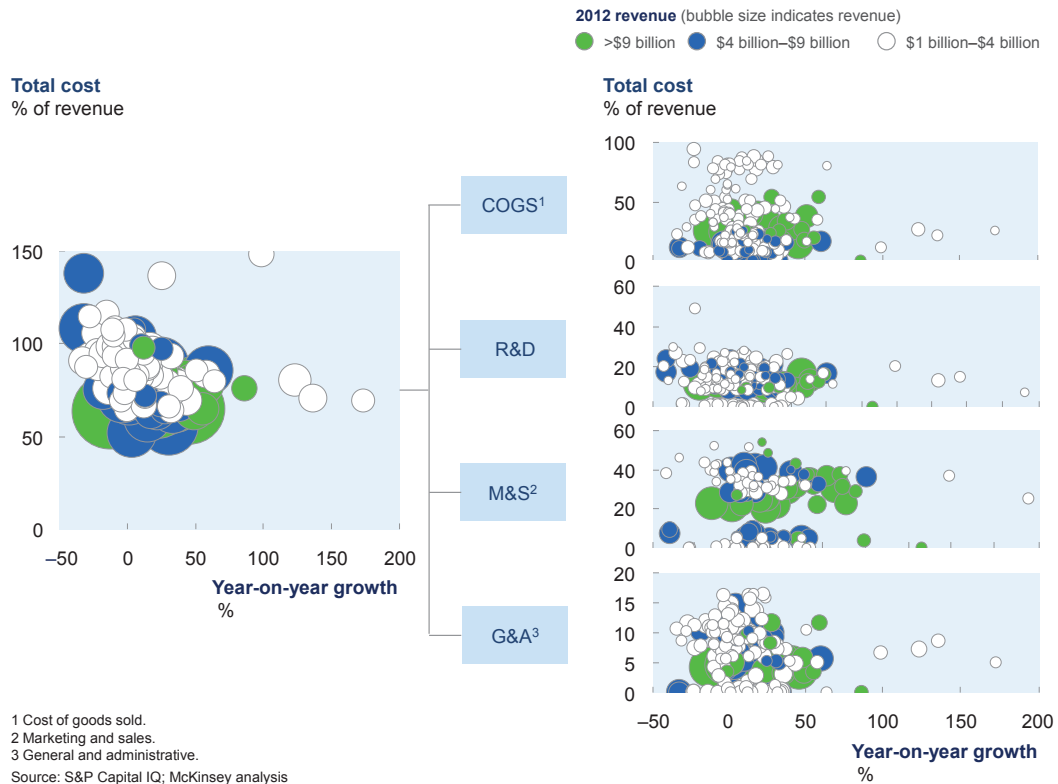 2012 revenue (bubble size indicates revenue)
>$9 billion $4 billion–$9 billion $1 billion–$4 billion
Total cost
% of revenue
150
100
50
0
–50 0 50 100 150 200
Year-on-year growth
%
COGS1
R&D
M&S2
G&A3
Total cost
% of revenue
100
50
0
60
40
20
0
60
40
20
0
20
15
10
5
0
–50 0 50 100 150 200
Year-on-year growth
%
1 Cost of goods sold.
2 Marketing and sales.
3 General and administrative.
Source: S&P Capital IQ; McKinsey analysis